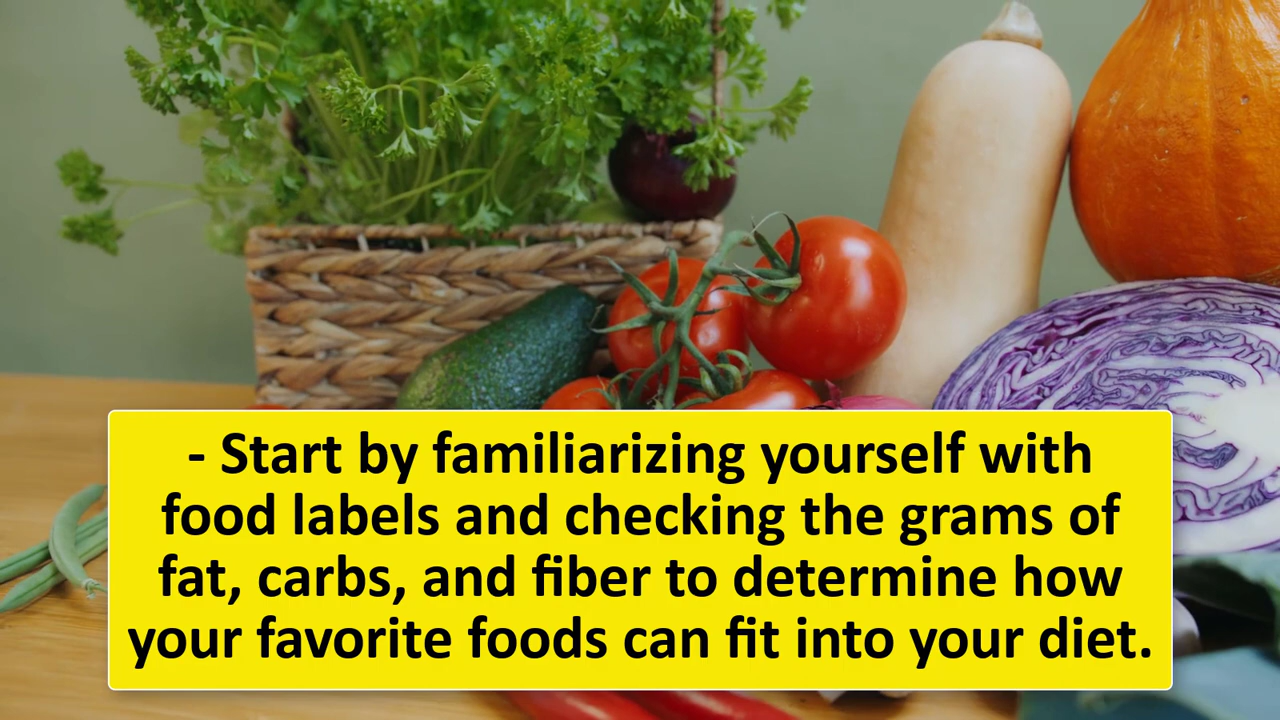 - Start by familiarizing yourself with
food labels and checking the grams of
fat, carbs, and fiber to determine how
your favorite foods can fit into your diet.